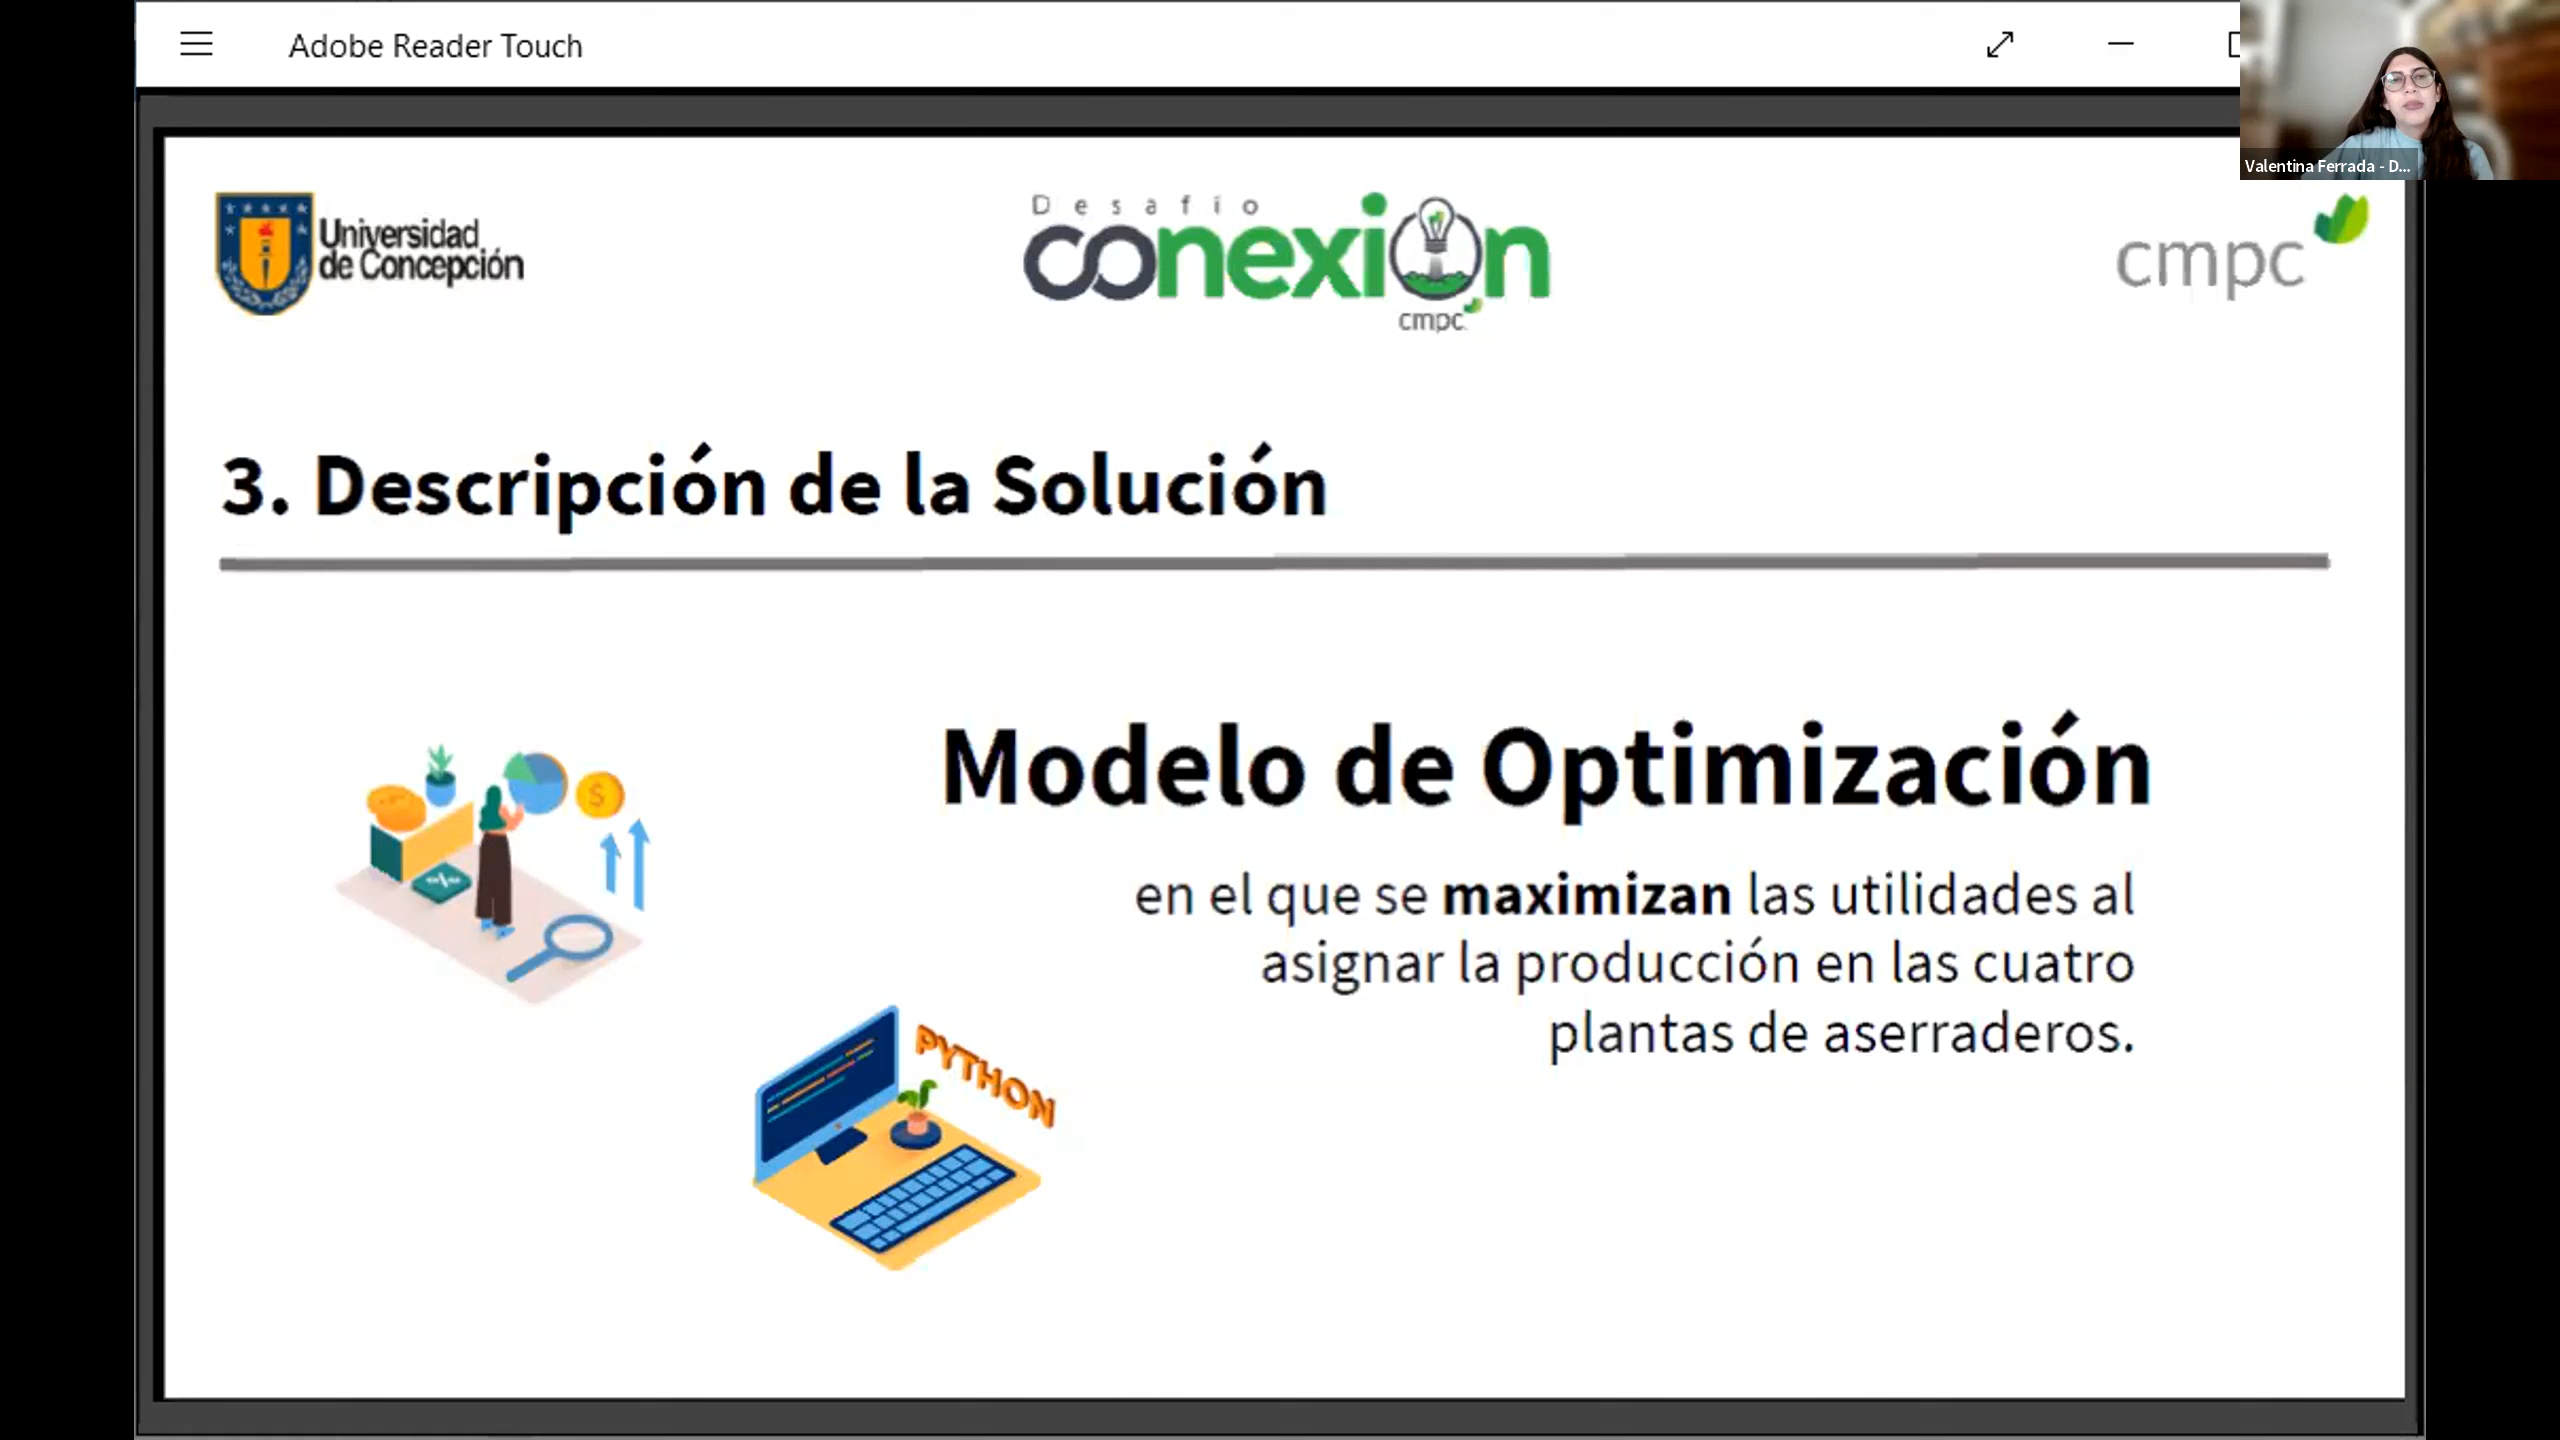 Adobe Reader Touch
Valentina Ferrada - D...
Universidad
de Concepción
Desafío
conexión
cmpc
cmpc
3. Descripción de la Solución
Modelo de Optimización
en el que se maximizan las utilidades al
asignar la producción en las cuatro
plantas de aserraderos.
PYTHON